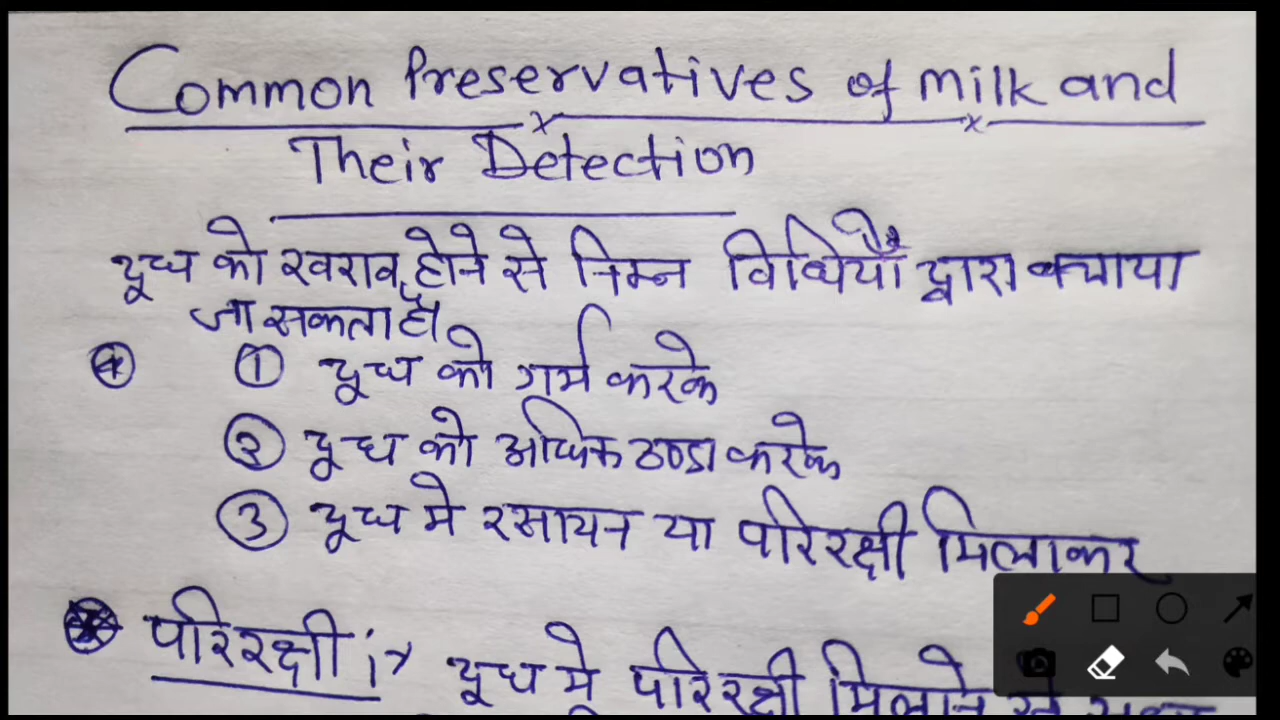 Common Preservatives of milk and
Their Detection
दूध को खराब होने से निम्न विधियों द्वारा बचाया
जा सकता है।
① दूध को गर्म करके
② दूध को अधिक ठण्डा करके
③ दूध मे रसायन या परिरक्षी मिलाकर
परिरक्षी :→ दूध मे परिरक्षी मिलाने से